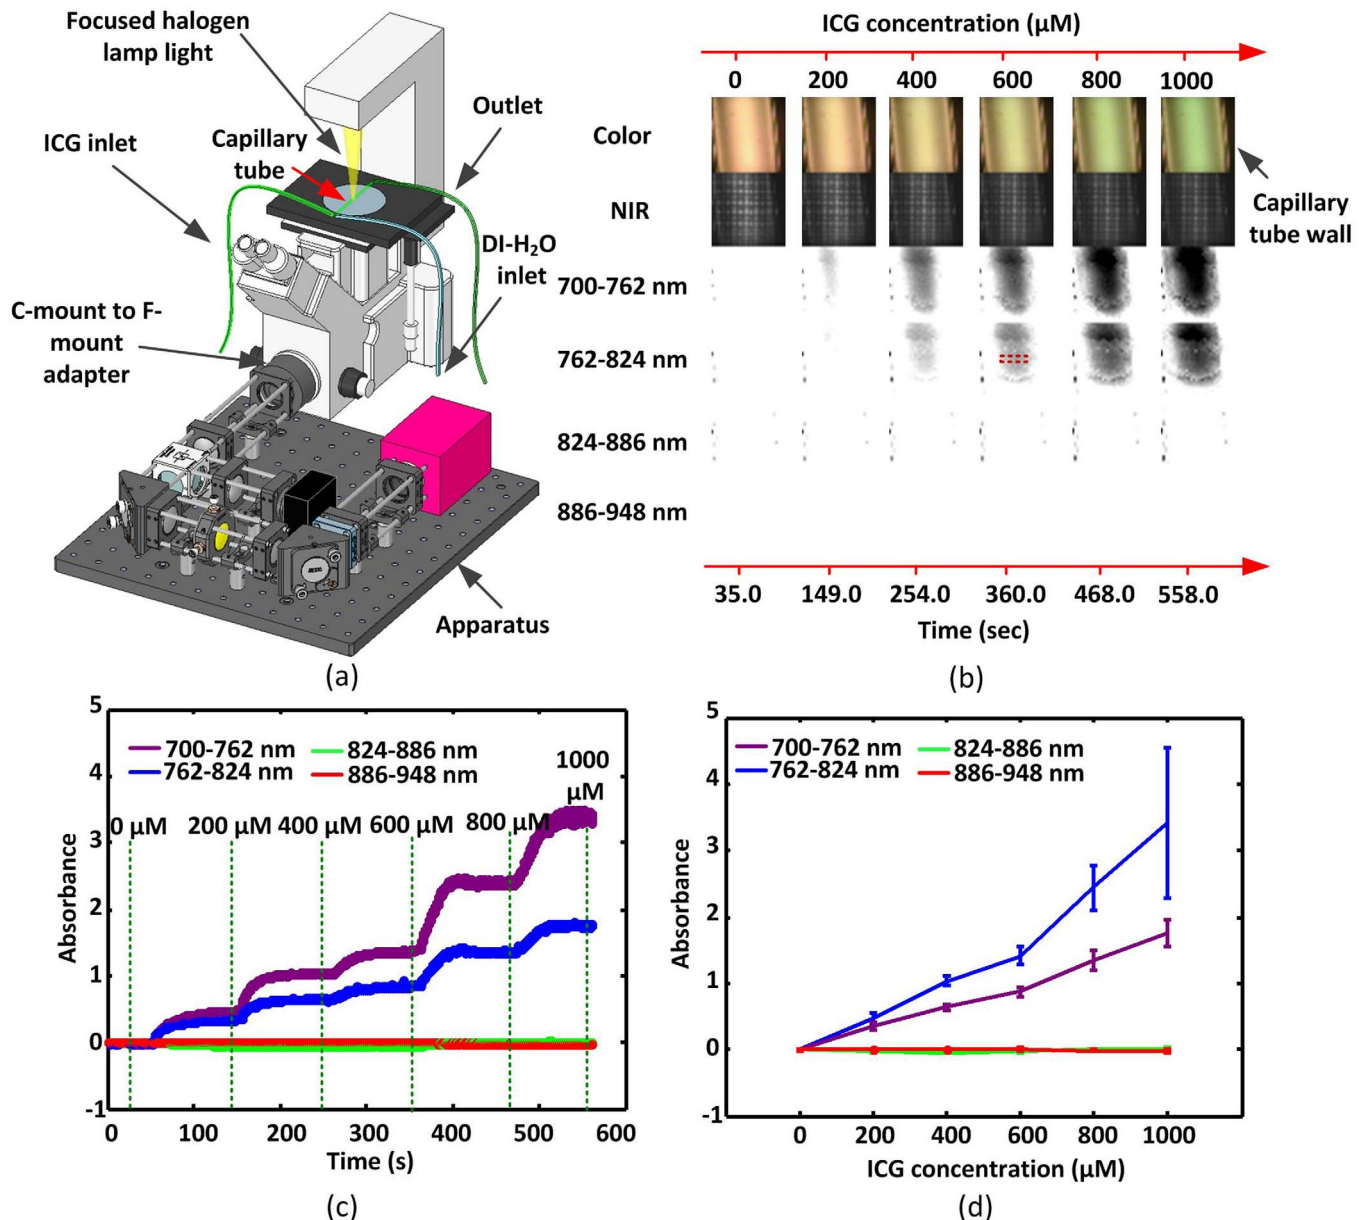 Focused halogen
lamp light
Capillary
tube
Outlet
ICG inlet
DI-H₂O
inlet
C-mount to F-
mount
adapter
Apparatus
(a)
ICG concentration (μM)
0 200 400 600 800 1000
Color
NIR
Capillary
tube wall
700-762 nm
762-824 nm
824-886 nm
886-948 nm
35.0 149.0 254.0 360.0 468.0 558.0
Time (sec)
(b)
5
4
3
2
1
0
-1
Absorbance
700-762 nm 824-886 nm
762-824 nm 886-948 nm
1000
μM
0 μM 200 μM 400 μM 600 μM 800 μM
0 100 200 300 400 500 600
Time (s)
(c)
5
4
3
2
1
0
-1
Absorbance
700-762 nm 824-886 nm
762-824 nm 886-948 nm
0 200 400 600 800 1000
ICG concentration (μM)
(d)